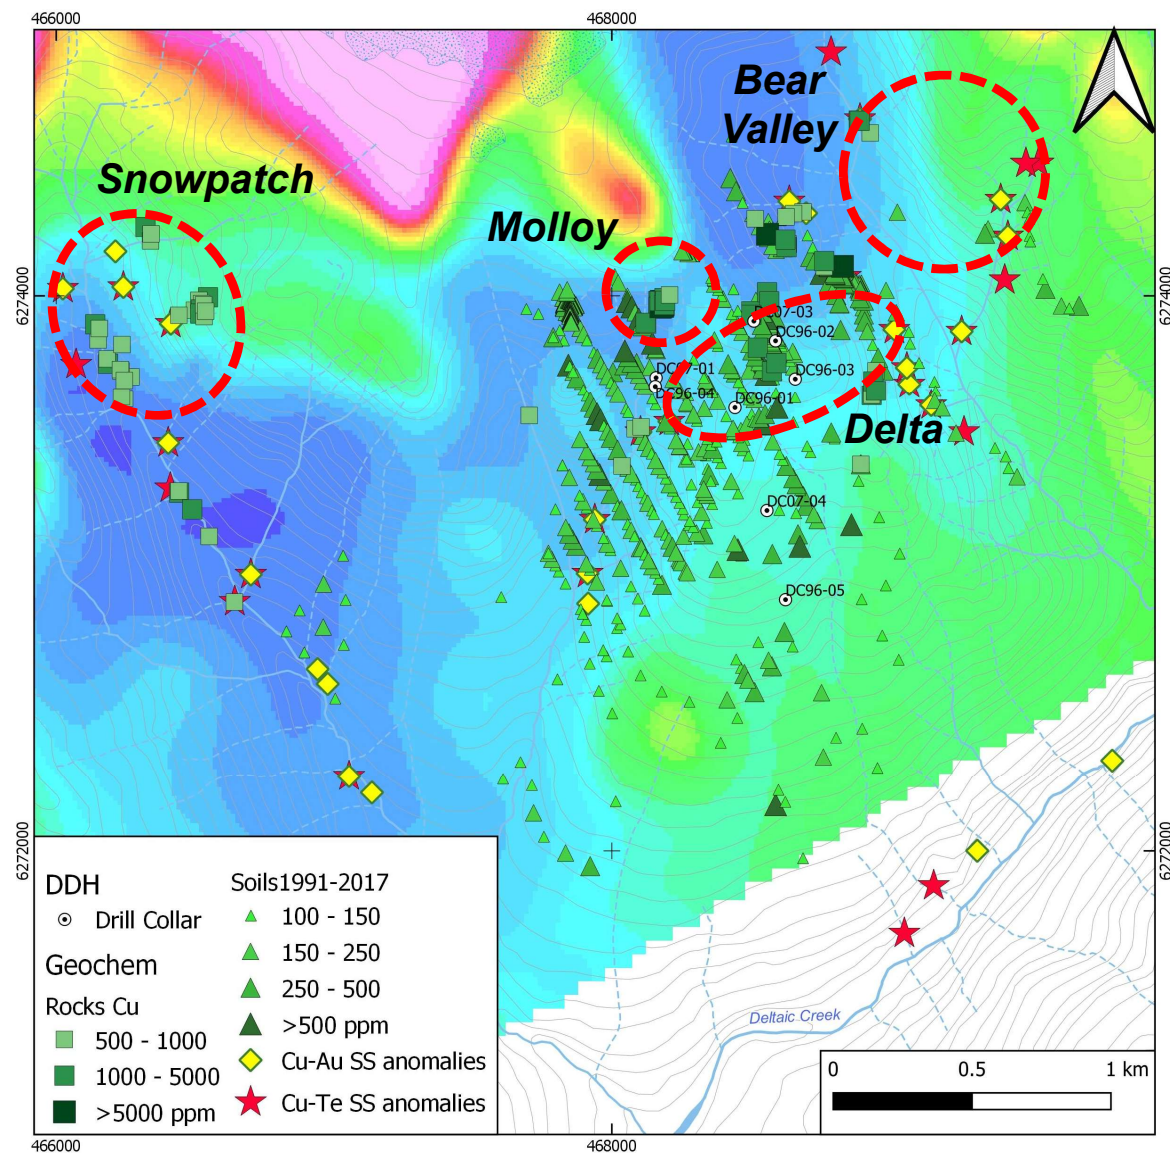 466000
468000
Bear
Valley
Snowpatch
Molloy
6274000
6274000
DC07-03
DC96-02
DC07-01
DC96-03
DC96-04
DC96-01
Delta
DC07-04
DC96-05
6272000
6272000
DDH
Drill Collar
Geochem
Rocks Cu
500 - 1000
1000 - 5000
>5000 ppm
Soils1991-2017
100 - 150
150 - 250
250 - 500
>500 ppm
Cu-Au SS anomalies
Cu-Te SS anomalies
Deltaic Creek
0 0.5 1 km
466000
468000